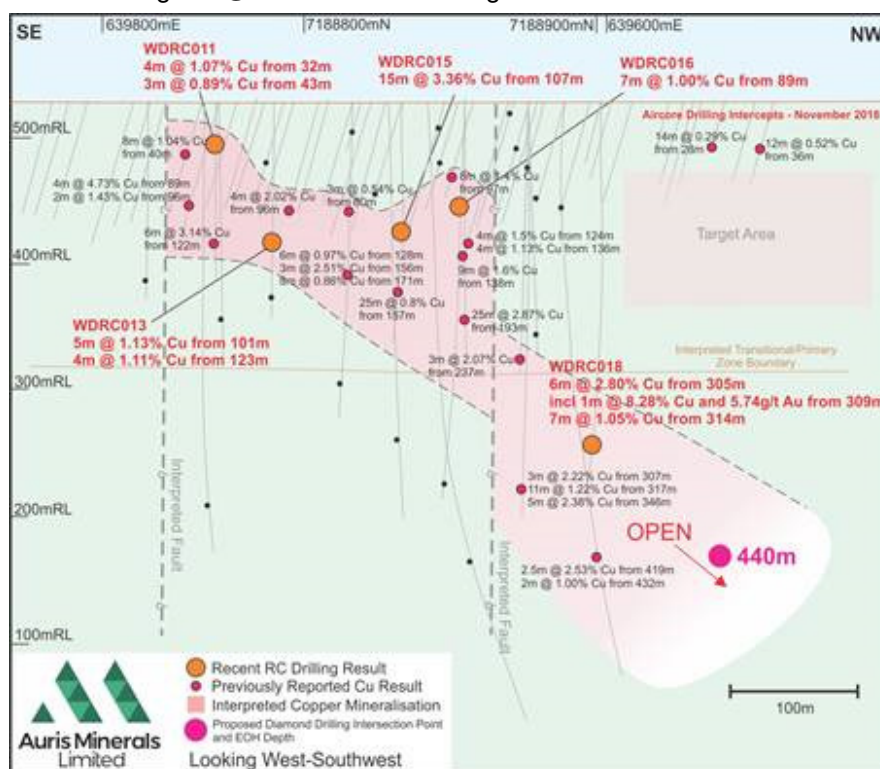 639800mE
7188800mN
7188900mN
639600mE
SE
NW
WDRC011
4m @ 1.07% Cu from 32m
3m @ 0.89% Cu from 43m
WDRC015
15m @ 3.36% Cu from 107m
WDRC016
7m @ 1.00% Cu from 89m
Aircore Drilling Intercepts - November 2016
500mRL
8m @ 1.04% Cu
from 40m
14m @ 0.29% Cu
from 28m
12m @ 0.52% Cu
from 36m
4m @ 4.73% Cu from 89m
2m @ 1.43% Cu from 96m
4m @ 2.02% Cu
from 96m
3m @ 0.54% Cu
from 80m
6m @ 3.14% Cu
from 122m
4m @ 1.5% Cu from 124m
4m @ 1.13% Cu from 136m
Target Area
400mRL
6m @ 0.97% Cu from 128m
3m @ 2.51% Cu from 156m
8m @ 0.86% Cu from 171m
9m @ 1.6% Cu
from 138m
25m @ 0.8% Cu
from 157m
25m @ 2.87% Cu
from 193m
WDRC013
5m @ 1.13% Cu from 101m
4m @ 1.11% Cu from 123m
3m @ 2.07% Cu
from 237m
Interpreted Transitional/Primary
Zone Boundary
300mRL
WDRC018
6m @ 2.80% Cu from 305m
incl 1m @ 8.28% Cu and 5.74g/t Au from 309m
7m @ 1.05% Cu from 314m
Interpreted Fault
Interpreted Fault
3m @ 2.22% Cu from 307m
11m @ 1.22% Cu from 317m
5m @ 2.38% Cu from 346m
200mRL
OPEN
440m
2.5m @ 2.53% Cu from 419m
2m @ 1.00% Cu from 432m
100mRL
Auris Minerals
Limited
Recent RC Drilling Result
Previously Reported Cu Result
Interpreted Copper Mineralisation
Proposed Diamond Drilling Intersection Point
and EOH Depth
Looking West-Southwest
100m